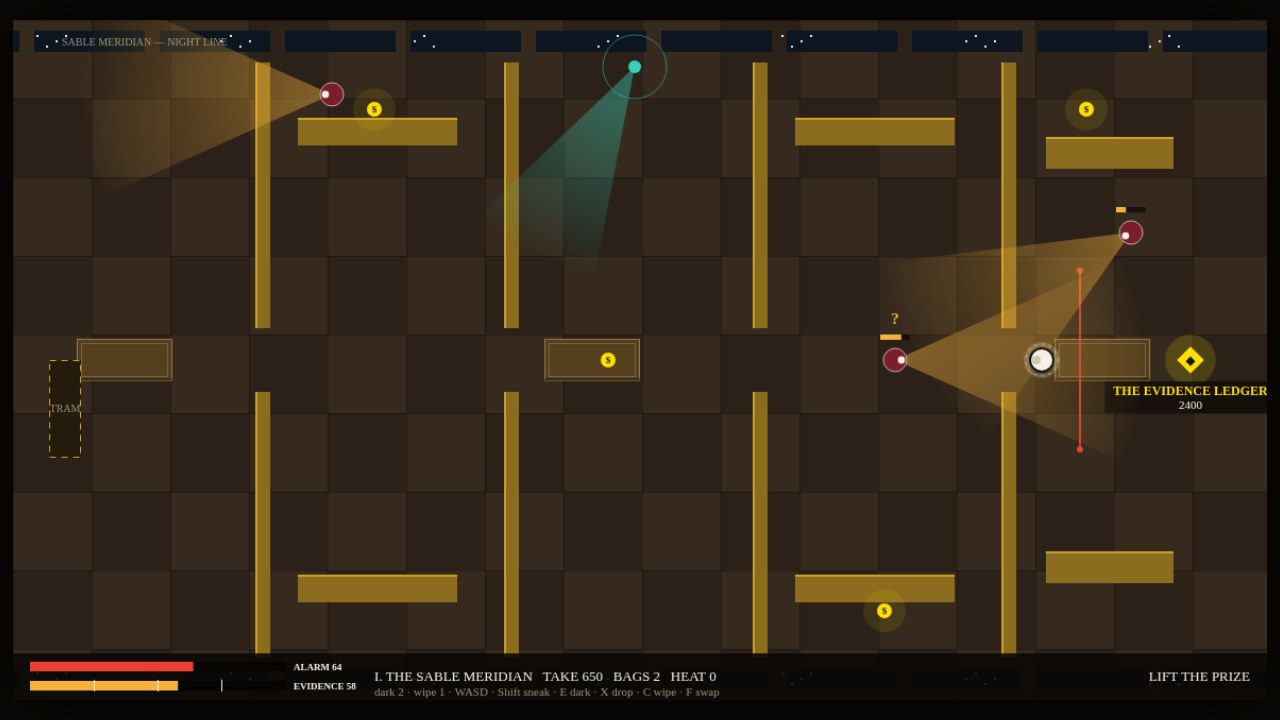 SABLE MERIDIAN — NIGHT LINE
$
$
?
$
TRAM
THE EVIDENCE LEDGER
2400
$
ALARM 64
EVIDENCE 58
I. THE SABLE MERIDIAN TAKE 650 BAGS 2 HEAT 0
dark 2 · wipe 1 · WASD · Shift sneak · E dark · X drop · C wipe · F swap
LIFT THE PRIZE